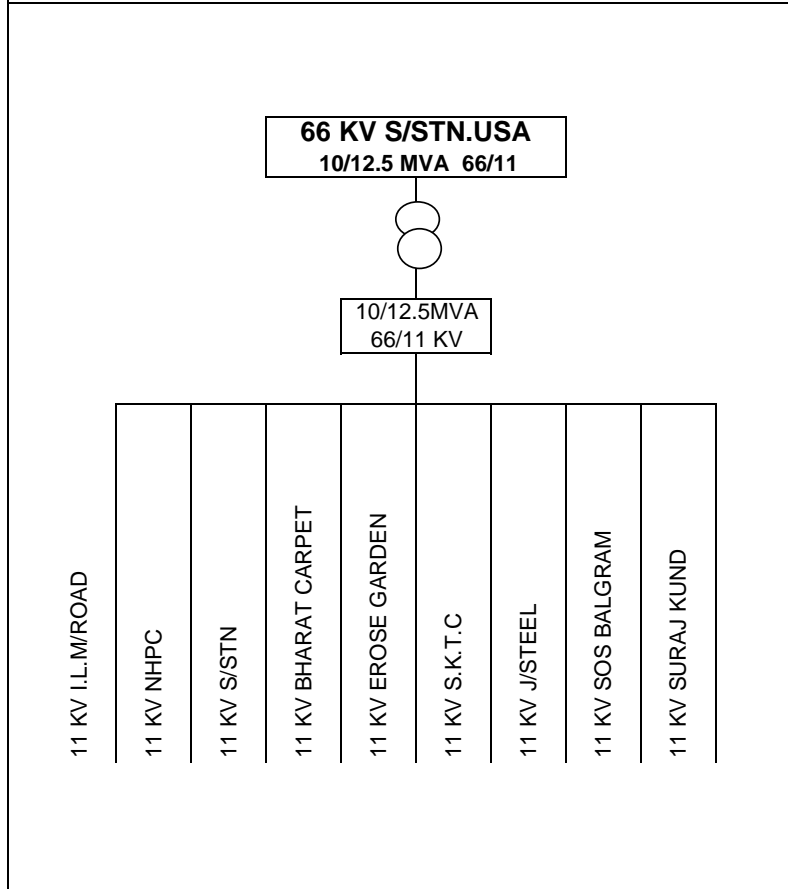 66 KV S/STN.USA
10/12.5 MVA 66/11
10/12.5MVA
66/11 KV
11 KV I.L.M/ROAD
11 KV NHPC
11 KV S/STN
11 KV BHARAT CARPET
11 KV EROSE GARDEN
11 KV S.K.T.C
11 KV J/STEEL
11 KV SOS BALGRAM
11 KV SURAJ KUND